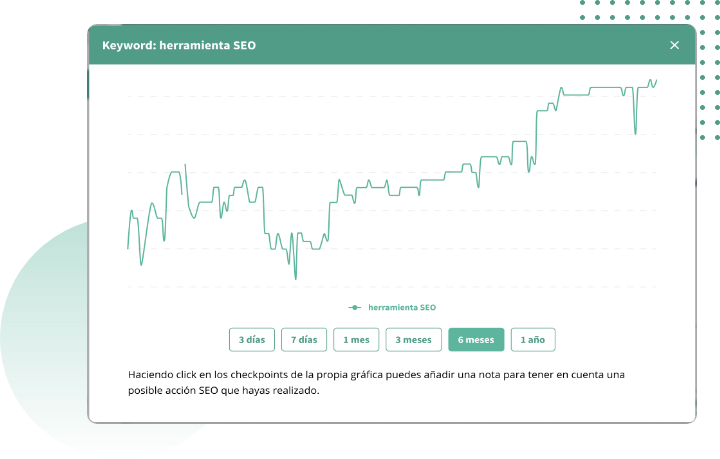 Keyword: herramienta SEO
herramienta SEO
3 días 7 días 1 mes 3 meses 6 meses 1 año
Haciendo click en los checkpoints de la propia gráfica puedes añadir una nota para tener en cuenta una
posible acción SEO que hayas realizado.